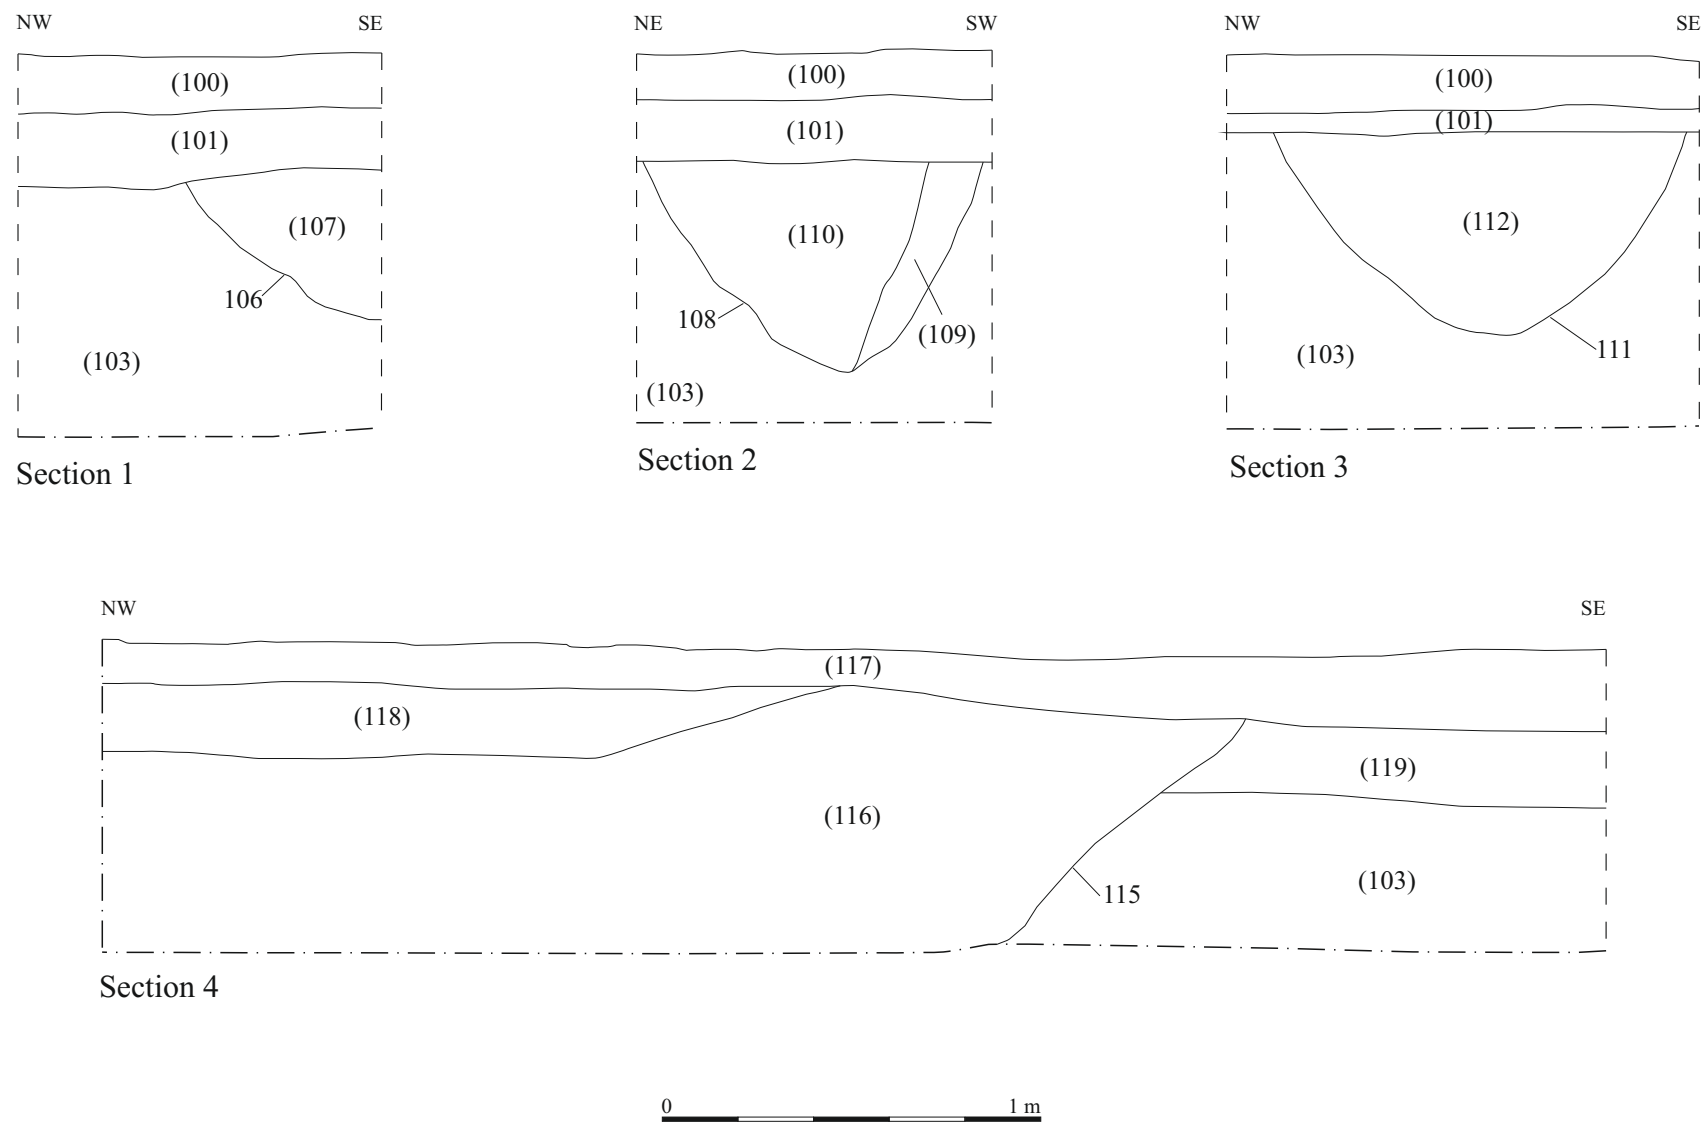 NW SE
(100)
(101)
(107)
106
(103)
Section 1
NE SW
(100)
(101)
(110)
108
(109)
(103)
Section 2
NW SE
(100)
(101)
(112)
111
(103)
Section 3
NW SE
(117)
(118)
(119)
(116)
115
(103)
Section 4
0 1 m